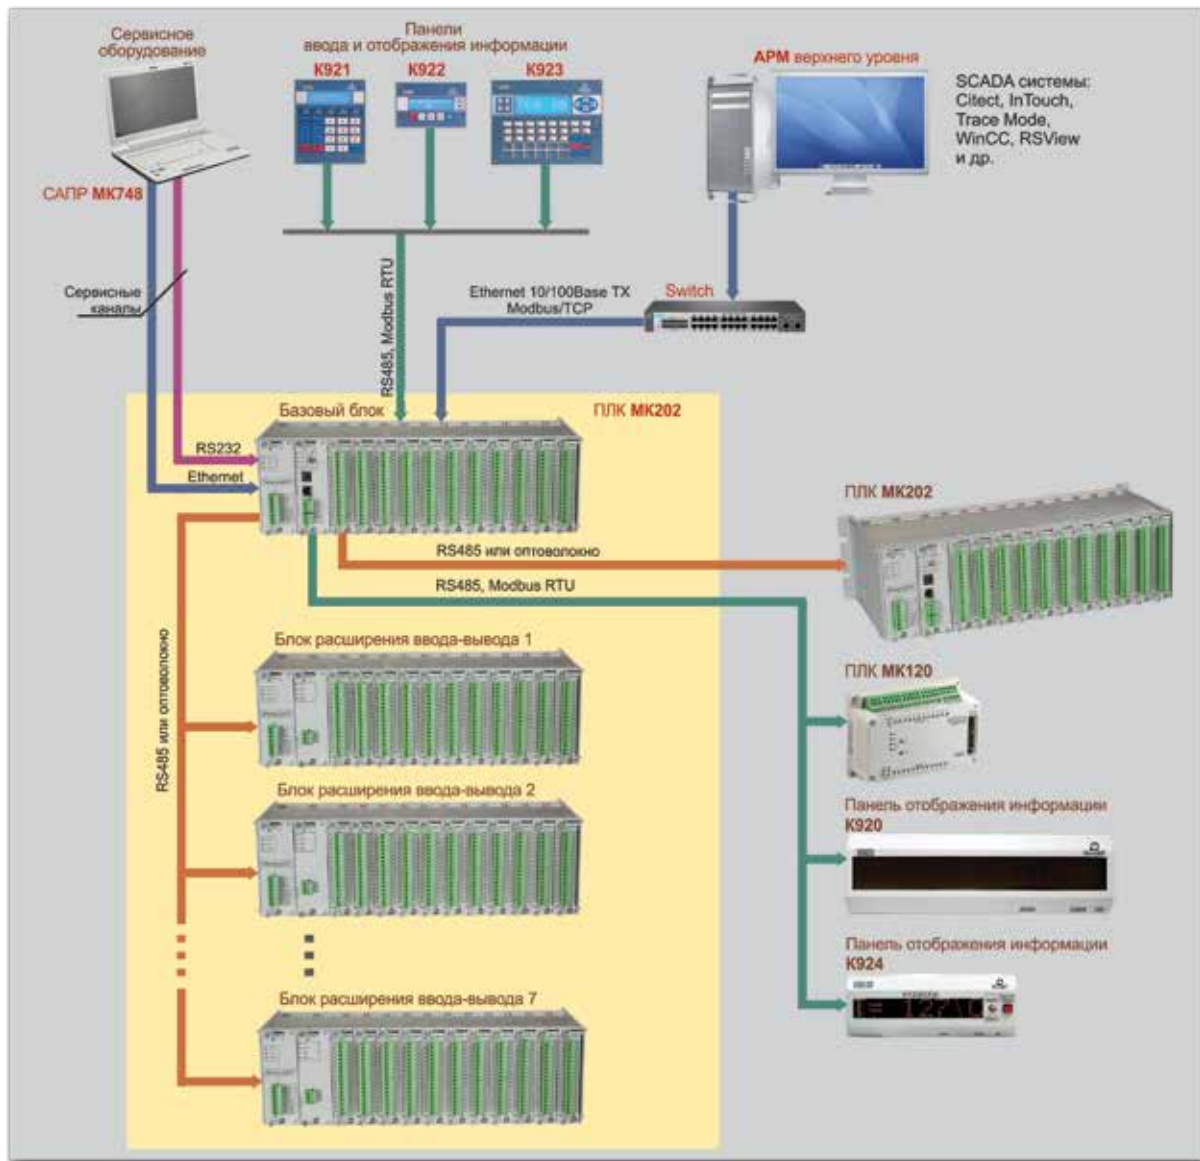 Сервисное
оборудование
Панели
ввода и отображения информации
К921
К922
К923
АРМ верхнего уровня
SCADA системы:
Citect, InTouch,
Trace Mode,
WinCC, RSView
и др.
САПР МК748
Сервисные
каналы
RS485, Modbus RTU
Ethernet 10/100Base TX
Modbus/TCP
Switch
Базовый блок
ПЛК МК202
RS232
Ethernet
ПЛК МК202
RS485 или оптоволокно
RS485, Modbus RTU
RS485 или оптоволокно
Блок расширения ввода-вывода 1
ПЛК МК120
Блок расширения ввода-вывода 2
Панель отображения информации
К920
Панель отображения информации
К924
Блок расширения ввода-вывода 7